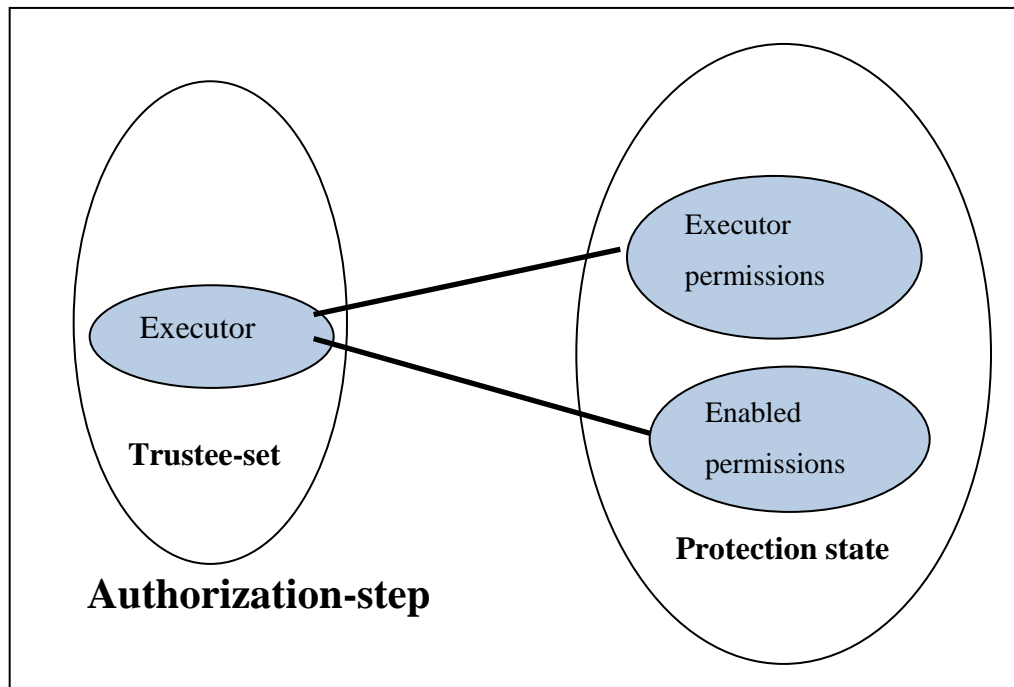 Executor
Trustee-set
Authorization-step
Executor
permissions
Enabled
permissions
Protection state